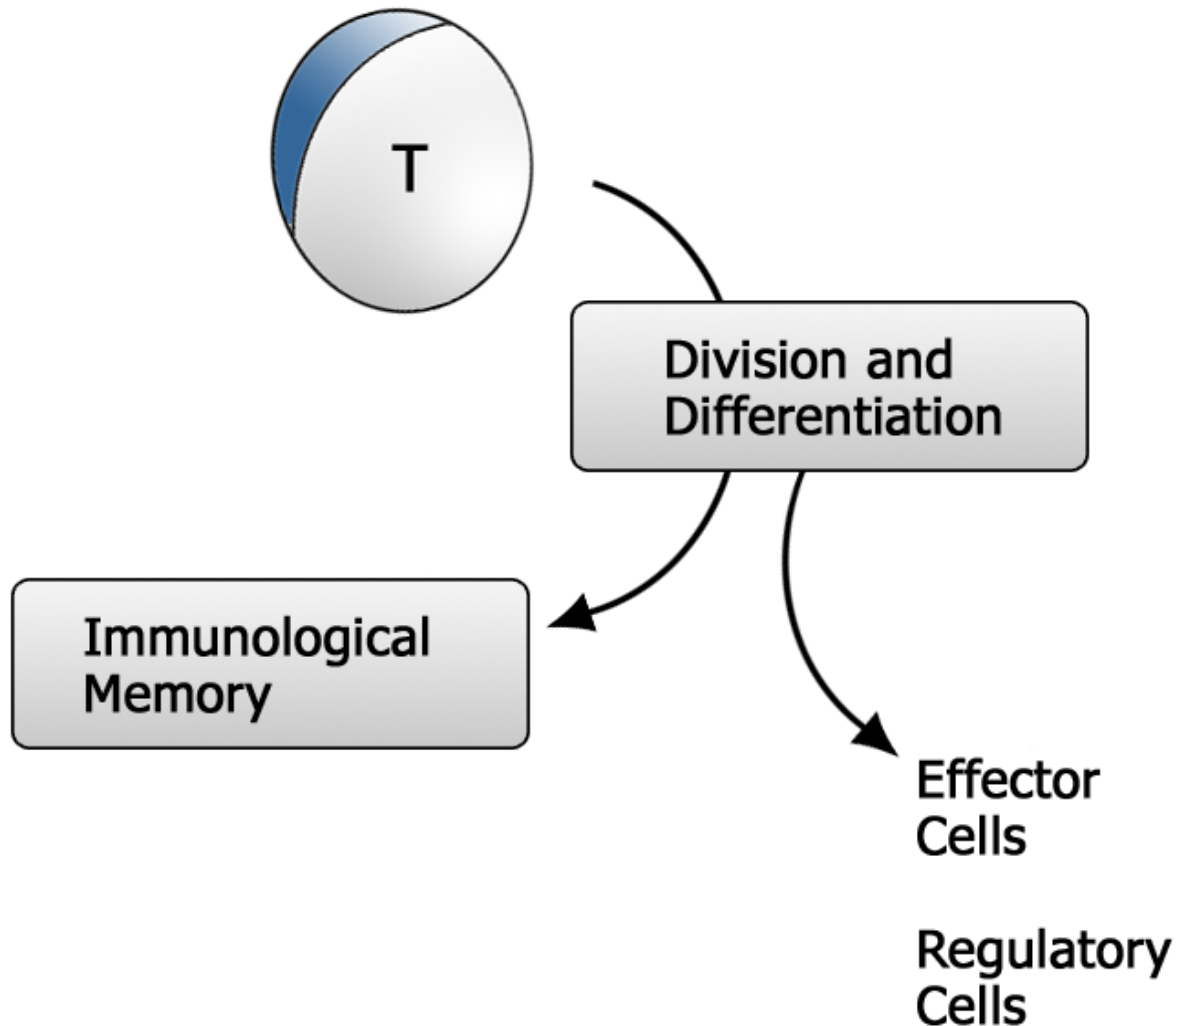 T
Division and
Differentiation
Immunological
Memory
Effector
Cells
Regulatory
Cells